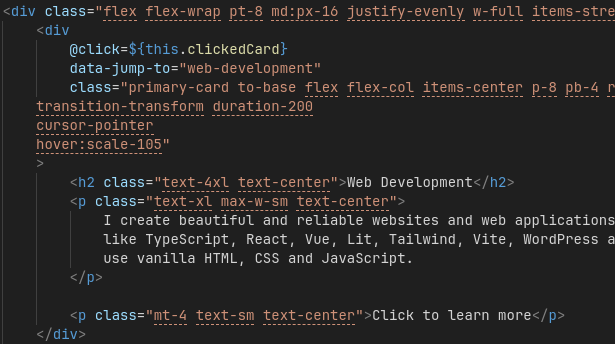 <div class="flex flex-wrap pt-8 md:px-16 justify-evenly w-full items-stre
<div
@click=${this.clickedCard}
data-jump-to="web-development"
class="primary-card to-base flex flex-col items-center p-8 pb-4 r
transition-transform duration-200
cursor-pointer
hover:scale-105"
>
<h2 class="text-4xl text-center">Web Development</h2>
<p class="text-xl max-w-sm text-center">
I create beautiful and reliable websites and web applications
like TypeScript, React, Vue, Lit, Tailwind, Vite, WordPress a
use vanilla HTML, CSS and JavaScript.
</p>
<p class="mt-4 text-sm text-center">Click to learn more</p>
</div>